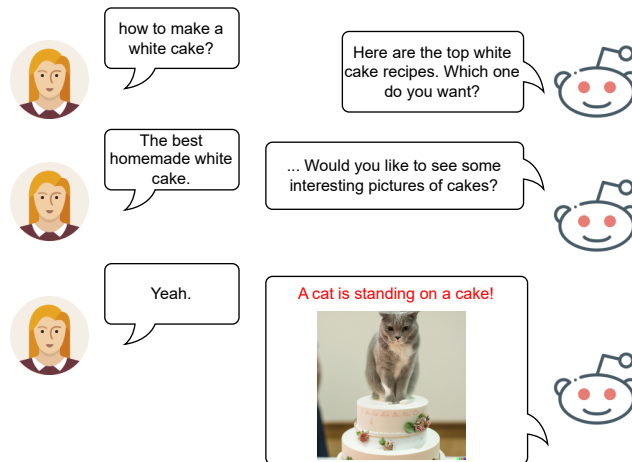 how to make a
white cake?
Here are the top white
cake recipes. Which one
do you want?
The best
homemade white
cake.
... Would you like to see some
interesting pictures of cakes?
Yeah.
A cat is standing on a cake!